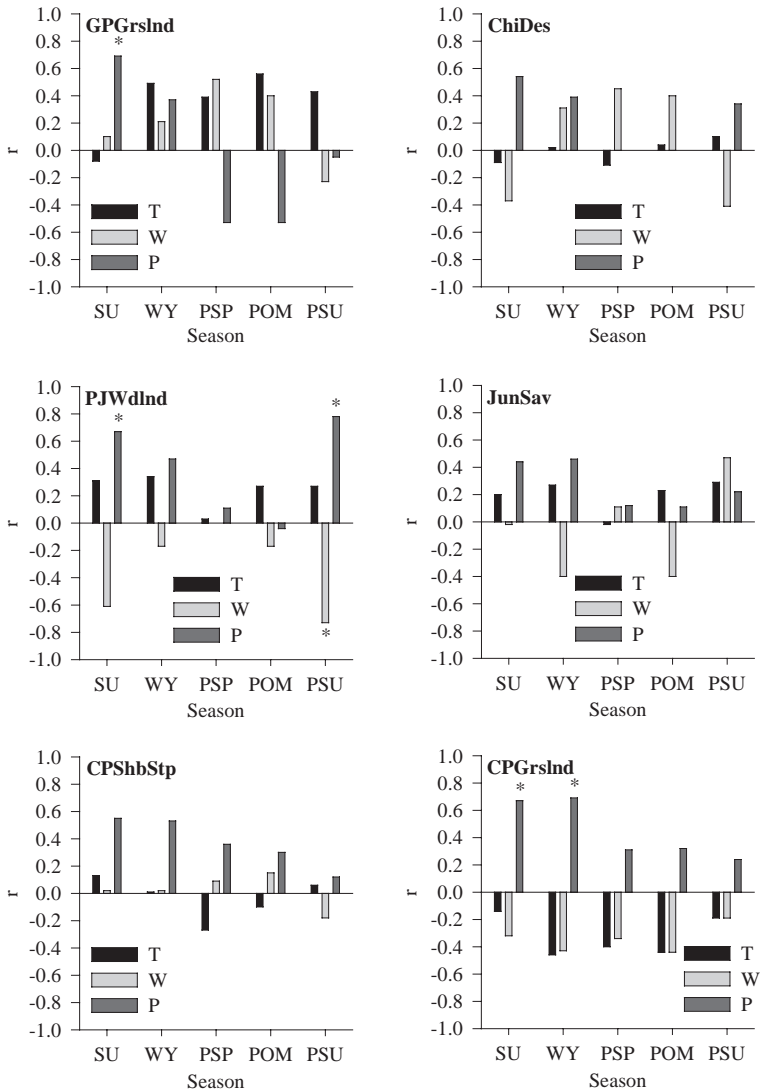 GPGrslnd
1.0
0.8
0.6
0.4
0.2
0.0
-0.2
-0.4
-0.6
-0.8
-1.0
r
*
T
W
P
SU WY PSP POM PSU
Season
ChiDes
1.0
0.8
0.6
0.4
0.2
0.0
-0.2
-0.4
-0.6
-0.8
-1.0
r
T
W
P
SU WY PSP POM PSU
Season
PJWdlnd
1.0
0.8
0.6
0.4
0.2
0.0
-0.2
-0.4
-0.6
-0.8
-1.0
r
* *
T
W
P
*
SU WY PSP POM PSU
Season
JunSav
1.0
0.8
0.6
0.4
0.2
0.0
-0.2
-0.4
-0.6
-0.8
-1.0
r
T
W
P
SU WY PSP POM PSU
Season
CPShbStp
1.0
0.8
0.6
0.4
0.2
0.0
-0.2
-0.4
-0.6
-0.8
-1.0
r
T
W
P
SU WY PSP POM PSU
Season
CPGrslnd
1.0
0.8
0.6
0.4
0.2
0.0
-0.2
-0.4
-0.6
-0.8
-1.0
r
* *
T
W
P
SU WY PSP POM PSU
Season